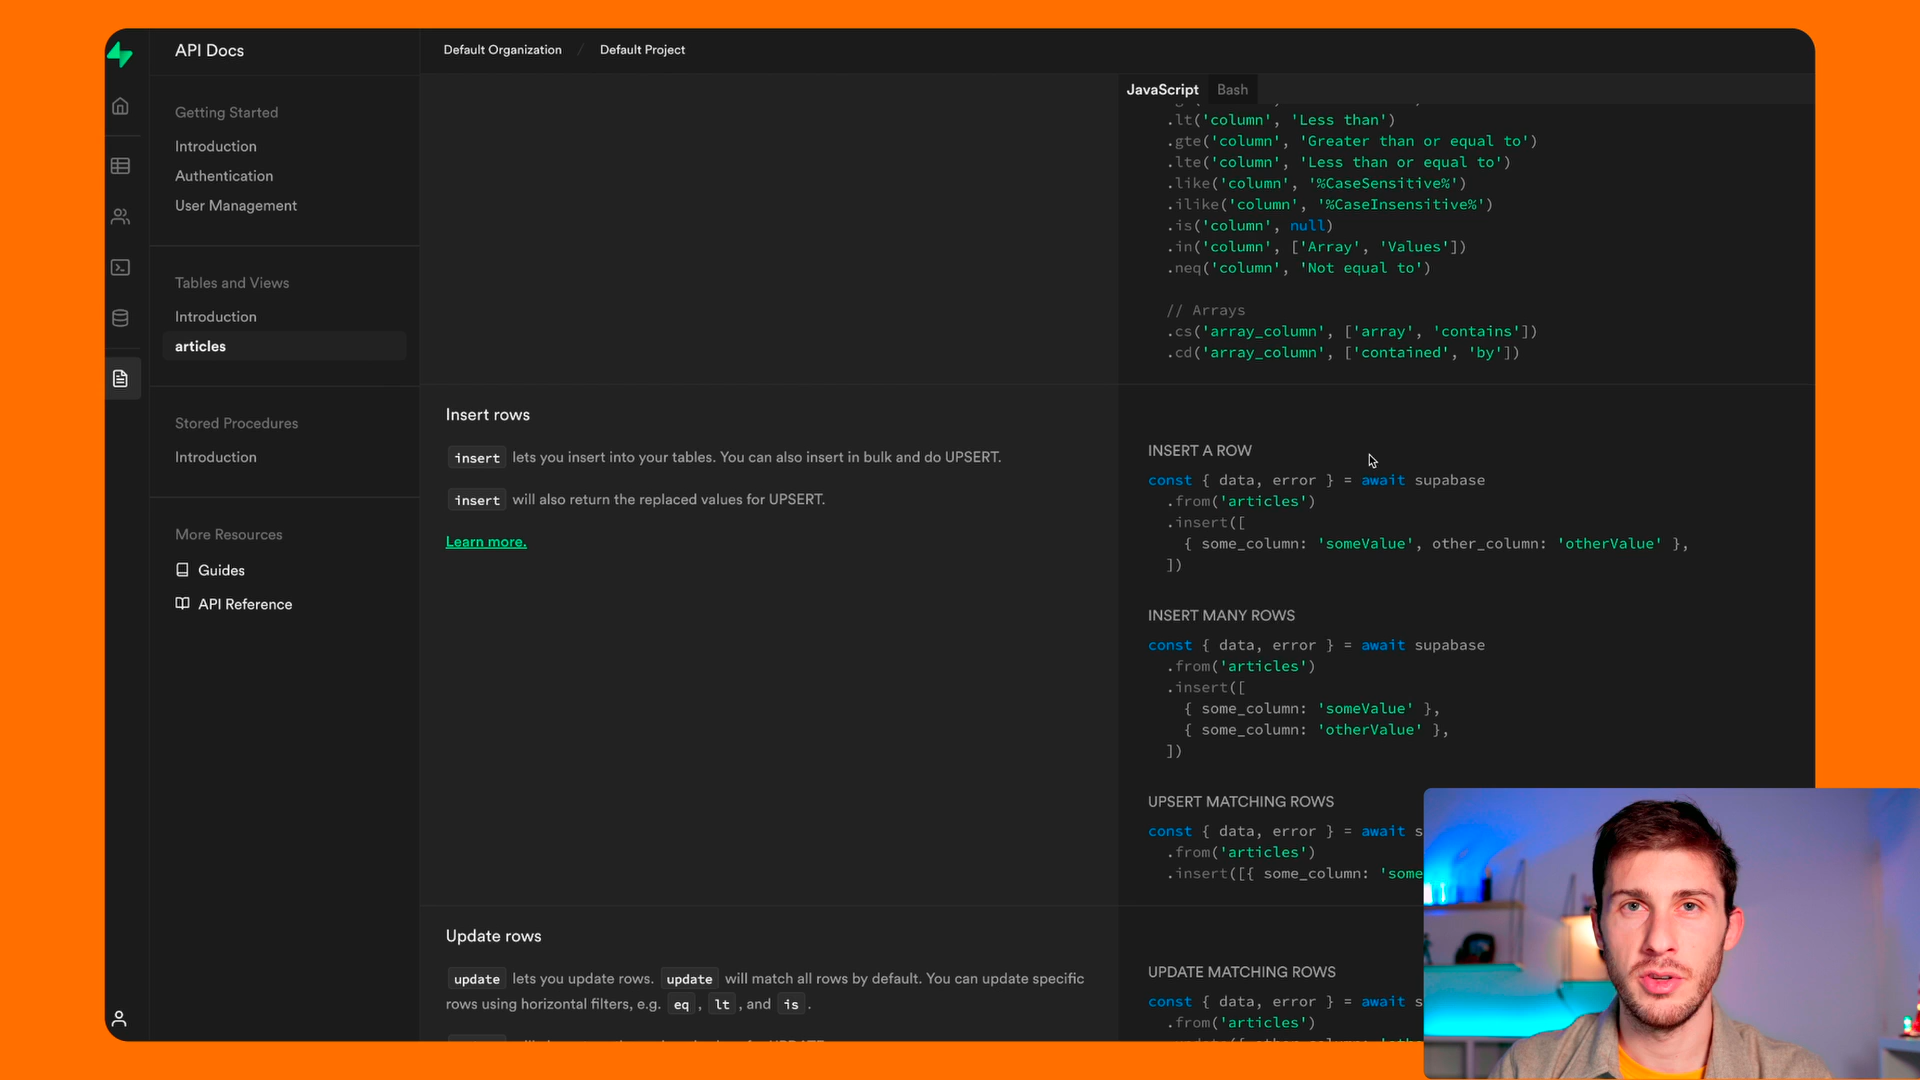 API Docs
Default Organization / Default Project
Getting Started
Introduction
Authentication
User Management
Tables and Views
Introduction
articles
Stored Procedures
Introduction
More Resources
Guides
API Reference
Insert rows
insert lets you insert into your tables. You can also insert in bulk and do UPSERT.
insert will also return the replaced values for UPSERT.
Learn more.
Update rows
update lets you update rows. update will match all rows by default. You can update specific
rows using horizontal filters, e.g. eq , lt , and is .
JavaScript Bash
.lt('column', 'Less than')
.gte('column', 'Greater than or equal to')
.lte('column', 'Less than or equal to')
.like('column', '%CaseSensitive%')
.ilike('column', '%CaseInsensitive%')
.is('column', null)
.in('column', ['Array', 'Values'])
.neq('column', 'Not equal to')
// Arrays
.cs('array_column', ['array', 'contains'])
.cd('array_column', ['contained', 'by'])
INSERT A ROW
const { data, error } = await supabase
.from('articles')
.insert([
{ some_column: 'someValue', other_column: 'otherValue' },
])
INSERT MANY ROWS
const { data, error } = await supabase
.from('articles')
.insert([
{ some_column: 'someValue' },
{ some_column: 'otherValue' },
])
UPSERT MATCHING ROWS
const { data, error } = await s
.from('articles')
.insert([{ some_column: 'some
UPDATE MATCHING ROWS
const { data, error } = await s
.from('articles')